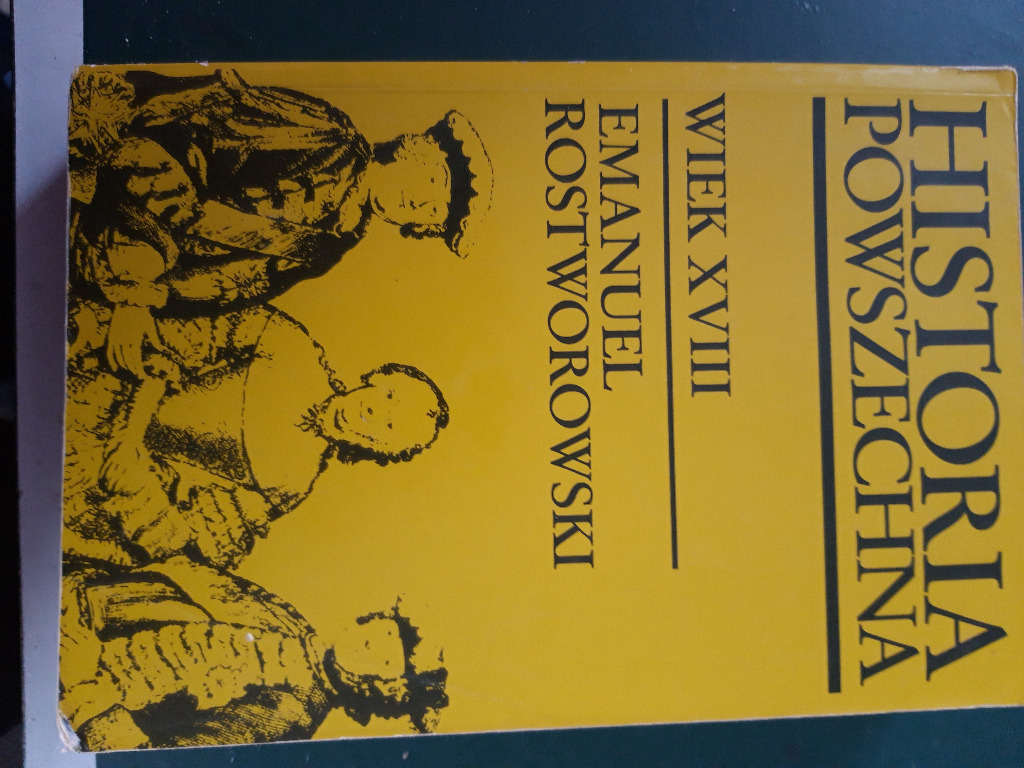 HISTORIA
POWSZECHNA
WIEK XVIII
EMANUEL
ROSTWOROWSKI